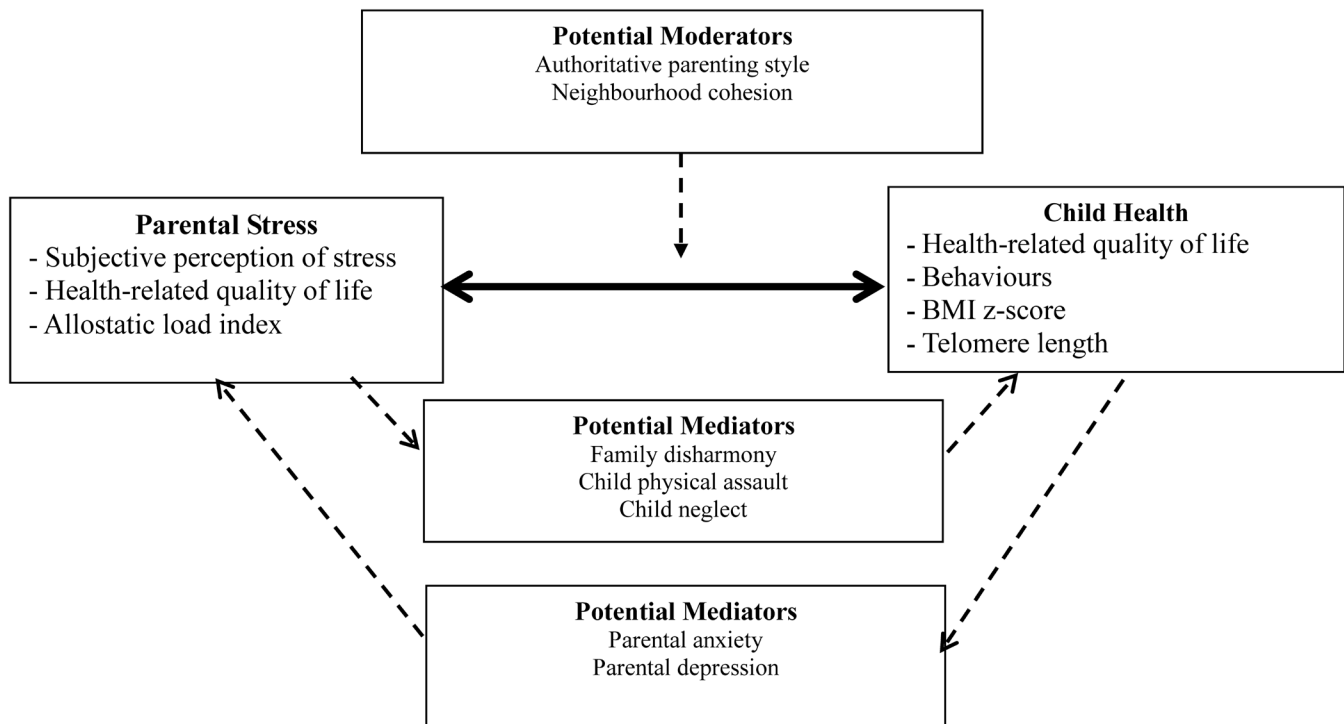 Potential Moderators
Authoritative parenting style
Neighbourhood cohesion
Parental Stress
- Subjective perception of stress
- Health-related quality of life
- Allostatic load index
Child Health
- Health-related quality of life
- Behaviours
- BMI z-score
- Telomere length
Potential Mediators
Family disharmony
Child physical assault
Child neglect
Potential Mediators
Parental anxiety
Parental depression